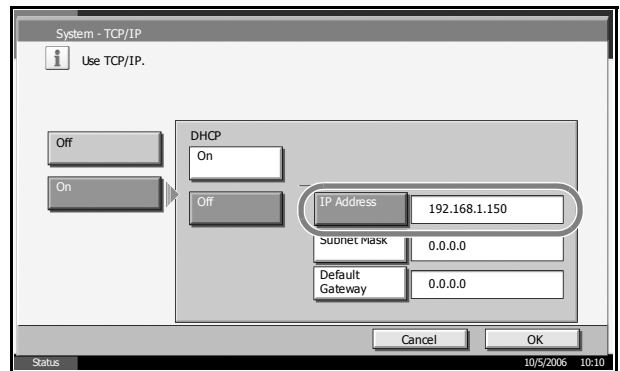 System - TCP/IP
i Use TCP/IP.
Off
On
DHCP
On
Off
IP Address 192.168.1.150
Subnet Mask 0.0.0.0
Default
Gateway 0.0.0.0
Cancel OK
Status 10/5/2006 10:10